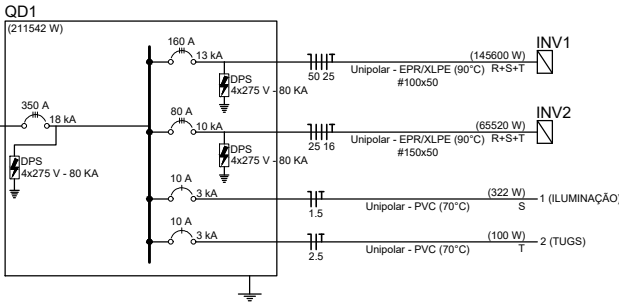 QD1
(211542 W)
350 A
18 kA
DPS
4x275 V - 80 KA
160 A
13 kA
DPS
4x275 V - 80 KA
50 25
Unipolar - EPR/XLPE (90°C)
#100x50
(145600 W)
R+S+T
INV1
80 A
10 kA
DPS
4x275 V - 80 KA
25 16
Unipolar - EPR/XLPE (90°C)
#150x50
(65520 W)
R+S+T
INV2
10 A
3 kA
1.5
Unipolar - PVC (70°C)
(322 W)
S
1 (ILUMINAÇÃO)
10 A
3 kA
2.5
Unipolar - PVC (70°C)
(100 W)
T
2 (TUGS)